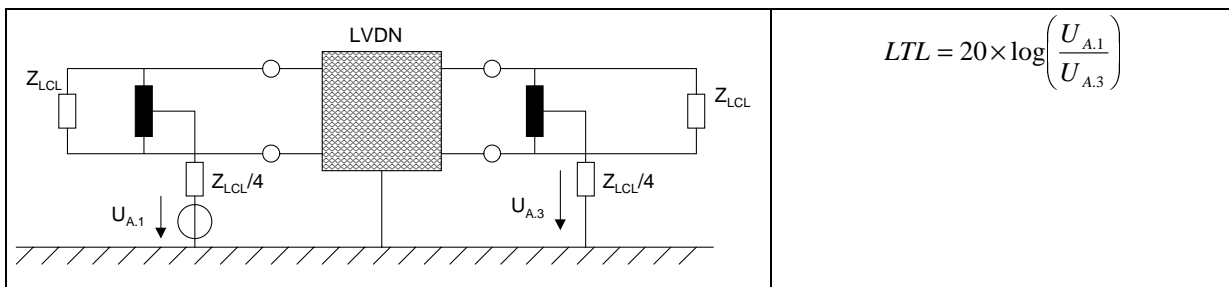 LVDN
Z_LCL
Z_LCL
Z_LCL/4
Z_LCL/4
U_A.1
U_A.3
LTL = 20 × log(U_A.1 / U_A.3)